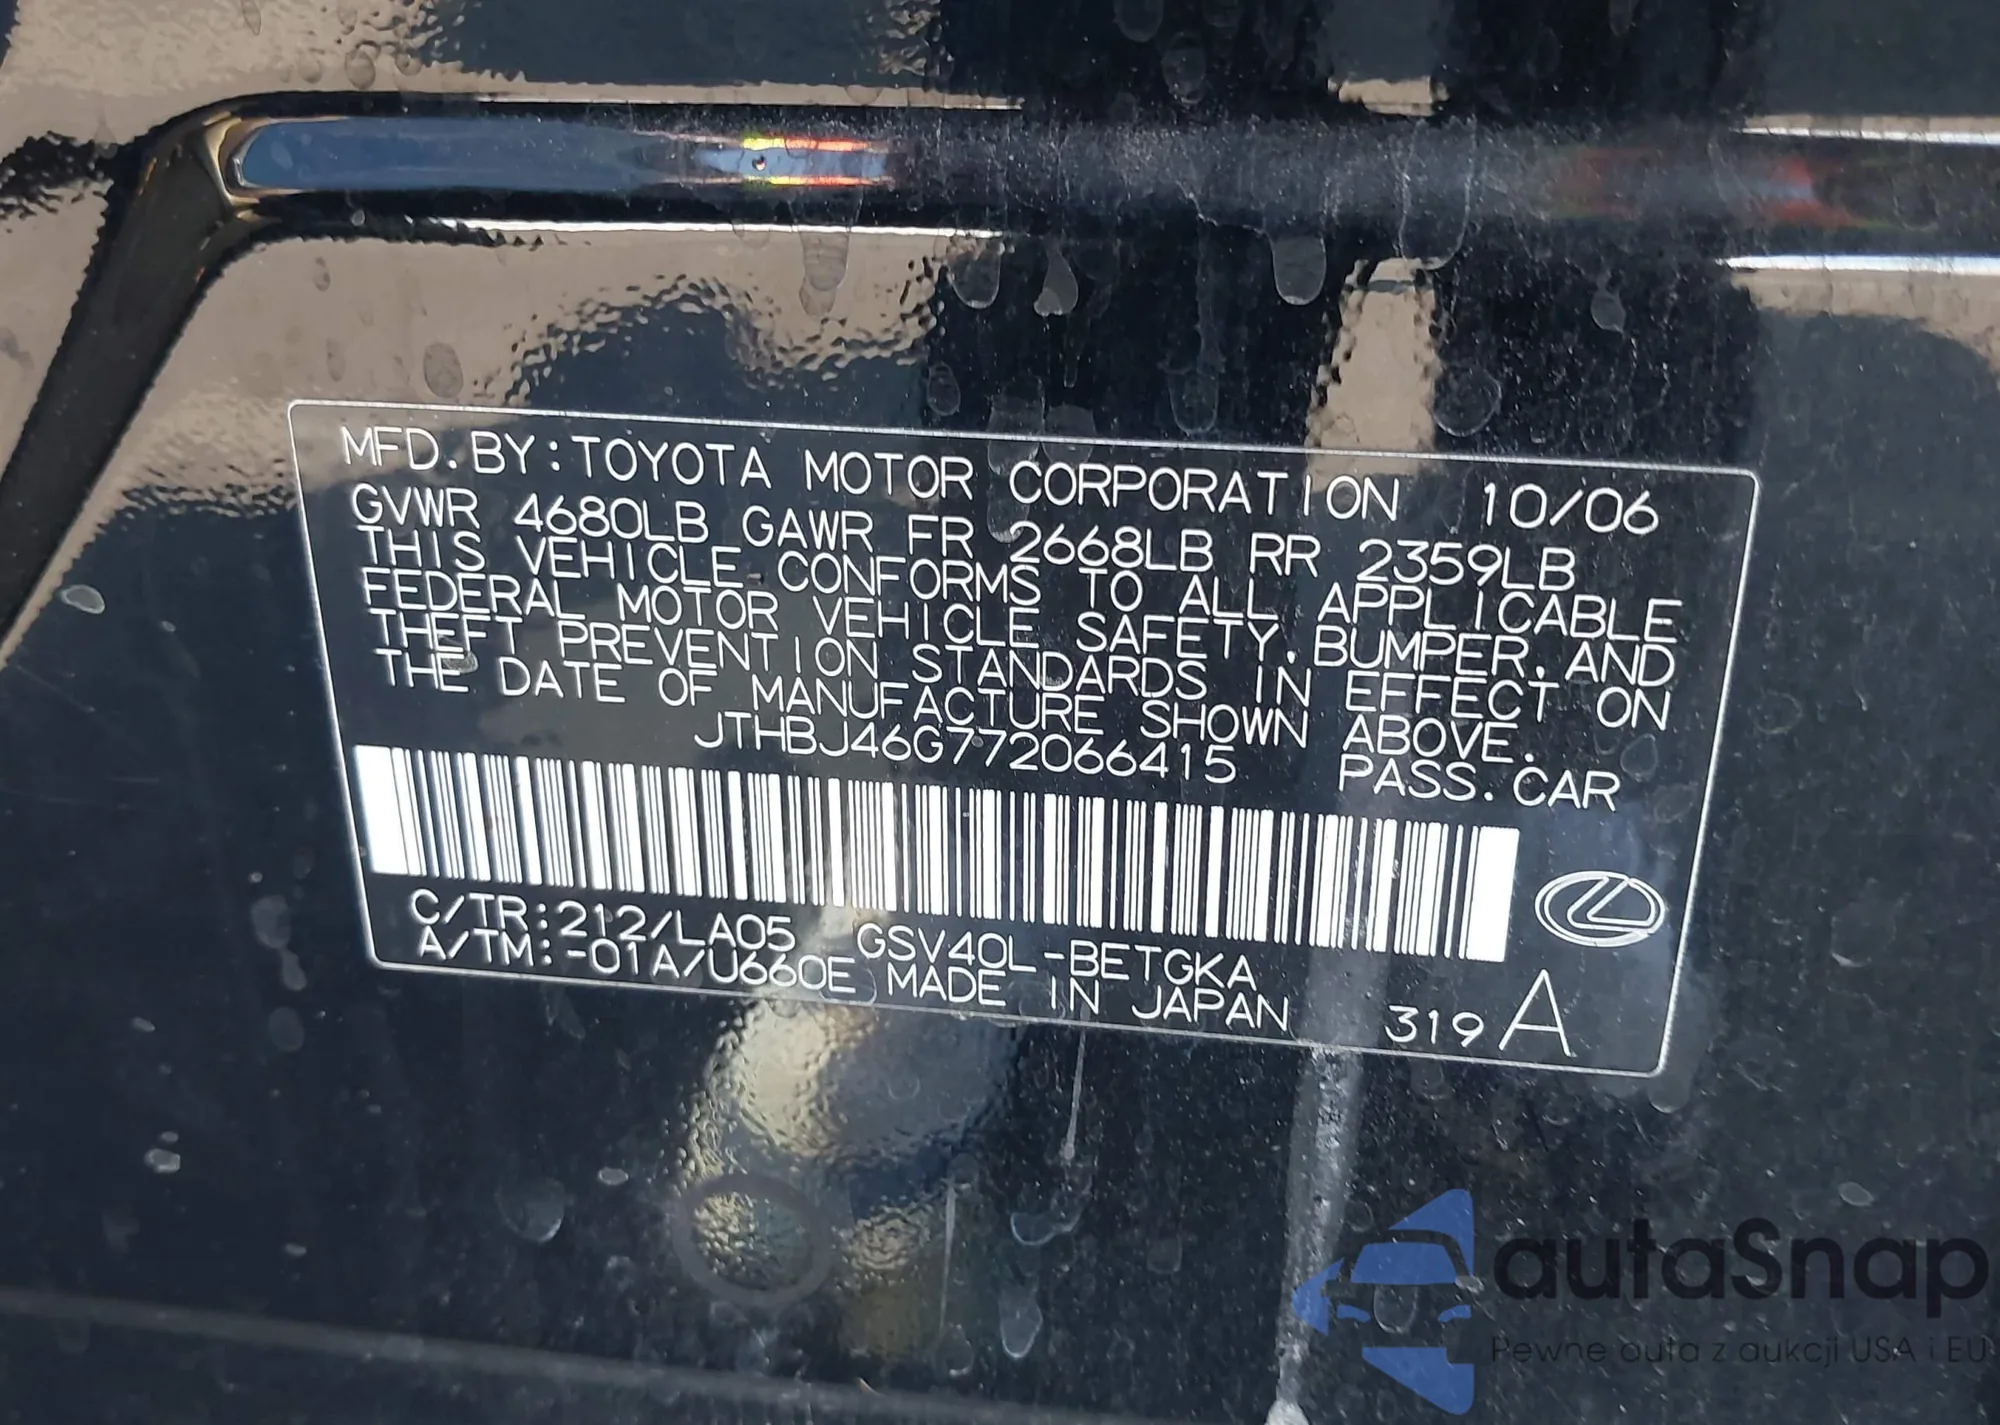 MFD. BY:TOYOTA MOTOR CORPORATION 10/06
GVWR 4680LB GAWR FR 2668LB RR 2359LB
THIS VEHICLE CONFORMS TO ALL APPLICABLE
FEDERAL MOTOR VEHICLE SAFETY, BUMPER, AND
THEFT PREVENTION STANDARDS IN EFFECT ON
THE DATE OF MANUFACTURE SHOWN ABOVE.
JTHBJ46G772066415 PASS. CAR
C/TR:212/LA05 GSV40L-BETGKA
A/TM:-01A/U660E MADE IN JAPAN 319 A
autaSnap
Pewne auta z aukcji USA i EU